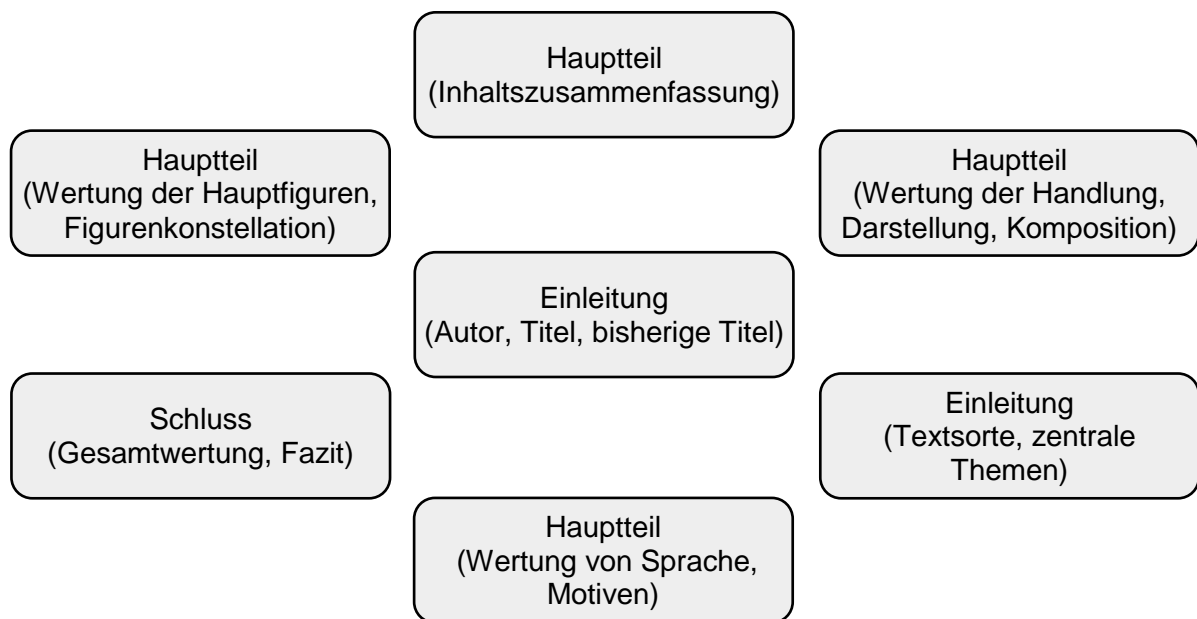 Hauptteil
(Inhaltszusammenfassung)
Hauptteil
(Wertung der Hauptfiguren,
Figurenkonstellation)
Hauptteil
(Wertung der Handlung,
Darstellung, Komposition)
Einleitung
(Autor, Titel, bisherige Titel)
Schluss
(Gesamtwertung, Fazit)
Einleitung
(Textsorte, zentrale
Themen)
Hauptteil
(Wertung von Sprache,
Motiven)